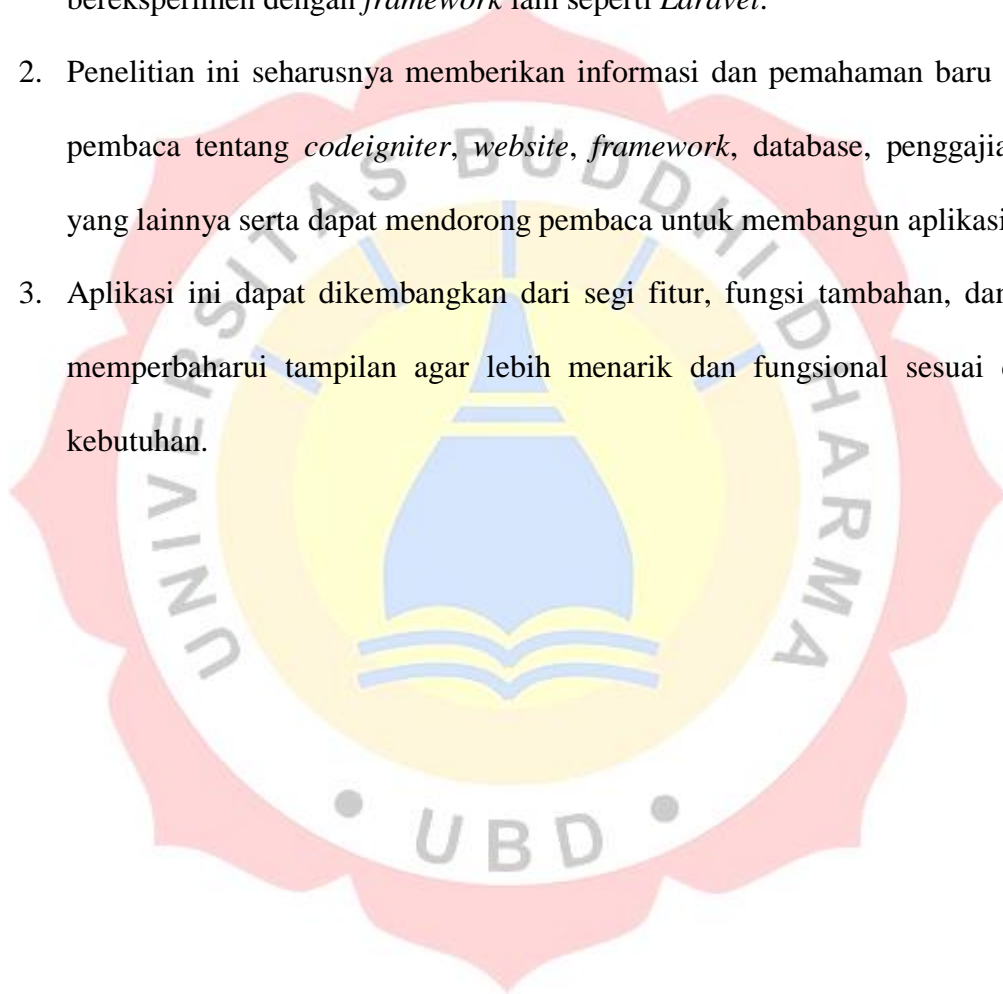 bereksperimen dengan framework lain seperti Laravel.
2. Penelitian ini seharusnya memberikan informasi dan pemahaman baru
pembaca tentang codeigniter, website, framework, database, penggajia
yang lainnya serta dapat mendorong pembaca untuk membangun aplikasi
3. Aplikasi ini dapat dikembangkan dari segi fitur, fungsi tambahan, dan
memperbaharui tampilan agar lebih menarik dan fungsional sesuai
kebutuhan.
UNIVERSITAS BUDDHI DHARMA
• UBD •